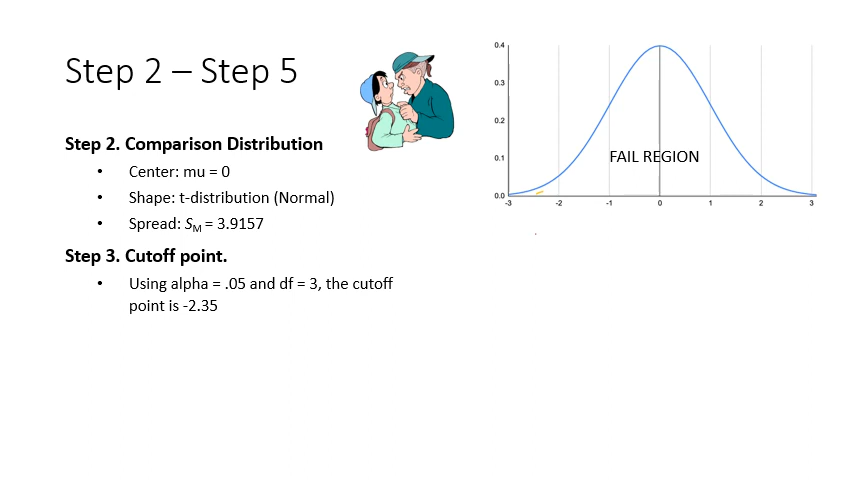 Step 2 – Step 5
Step 2. Comparison Distribution
• Center: mu = 0
• Shape: t-distribution (Normal)
• Spread: SM = 3.9157
Step 3. Cutoff point.
• Using alpha = .05 and df = 3, the cutoff
point is -2.35
0.4
0.3
0.2
0.1
0.0
FAIL REGION
-3 -2 -1 0 1 2 3